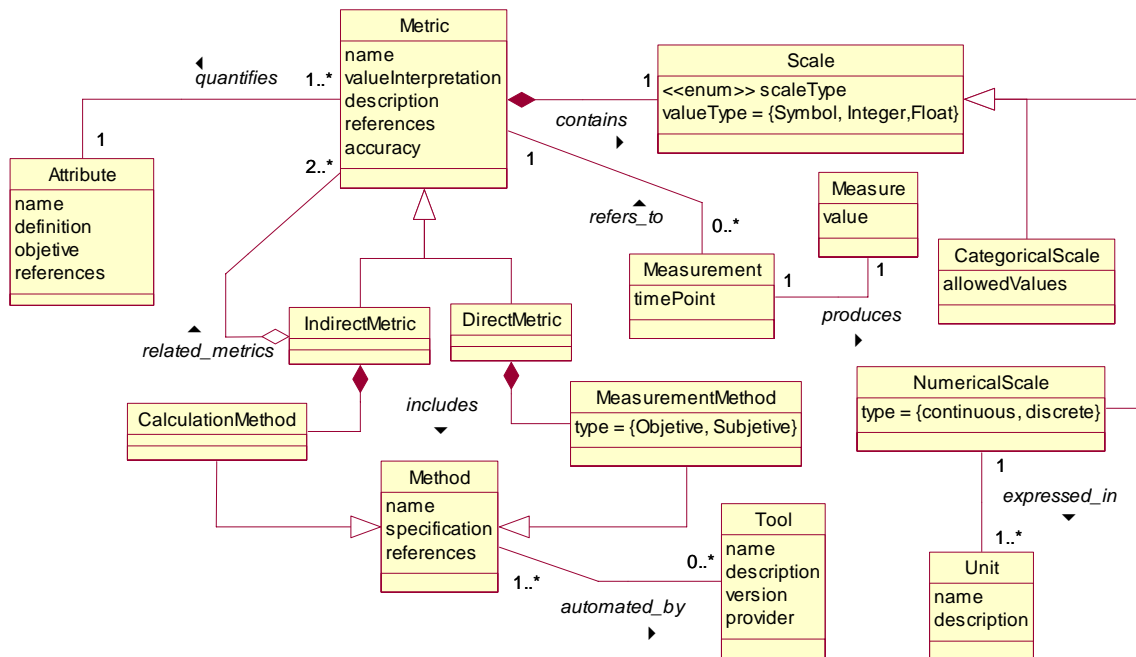 Metric
name
valueInterpretation
description
references
accuracy
quantifies
1..*
1
2..*
Attribute
name
definition
objetive
references
contains
1
Scale
<<enum>> scaleType
valueType = {Symbol, Integer,Float}
1
refers_to
0..*
Measure
value
1
Measurement
timePoint
1
produces
CategoricalScale
allowedValues
IndirectMetric
DirectMetric
related_metrics
CalculationMethod
includes
MeasurementMethod
type = {Objetive, Subjetive}
NumericalScale
type = {continuous, discrete}
1
expressed_in
1..*
Method
name
specification
references
1..*
automated_by
0..*
Tool
name
description
version
provider
Unit
name
description